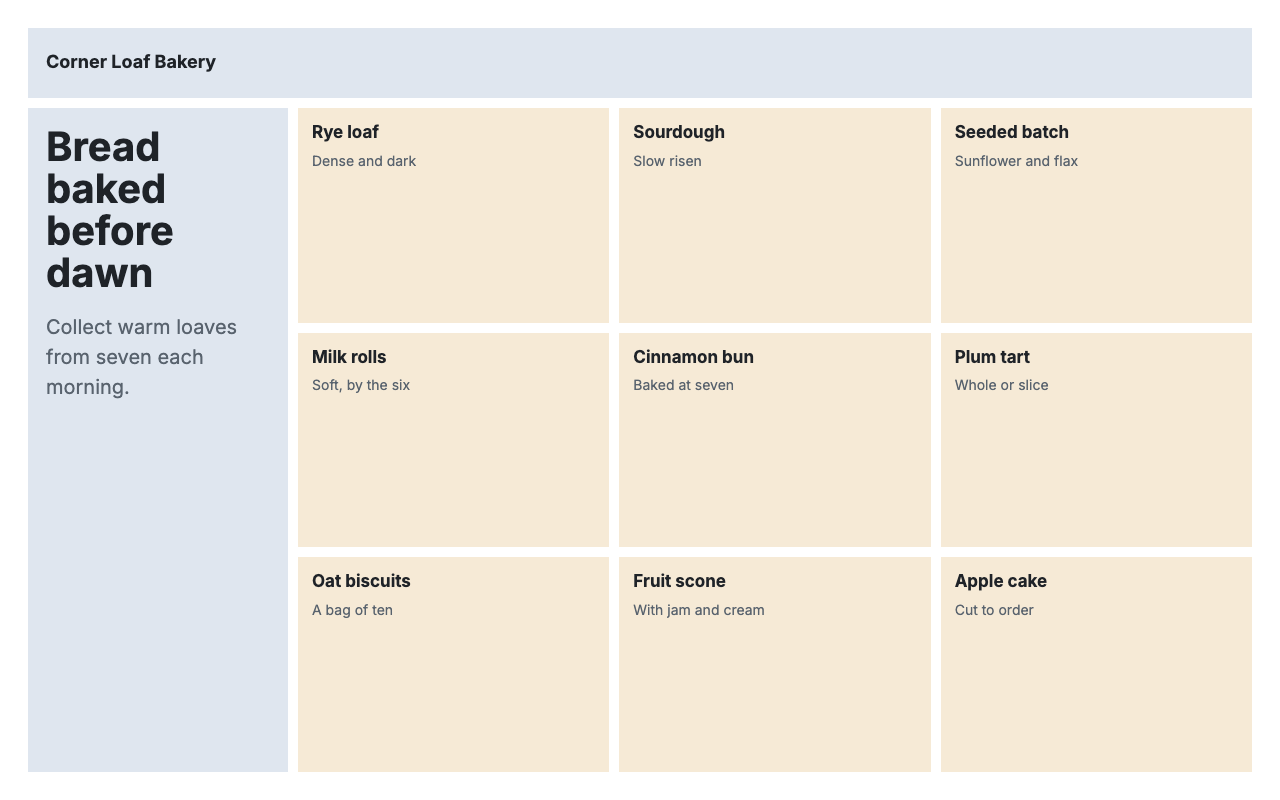 Corner Loaf Bakery
Bread
baked
before
dawn
Collect warm loaves
from seven each
morning.
Rye loaf
Dense and dark
Sourdough
Slow risen
Seeded batch
Sunflower and flax
Milk rolls
Soft, by the six
Cinnamon bun
Baked at seven
Plum tart
Whole or slice
Oat biscuits
A bag of ten
Fruit scone
With jam and cream
Apple cake
Cut to order